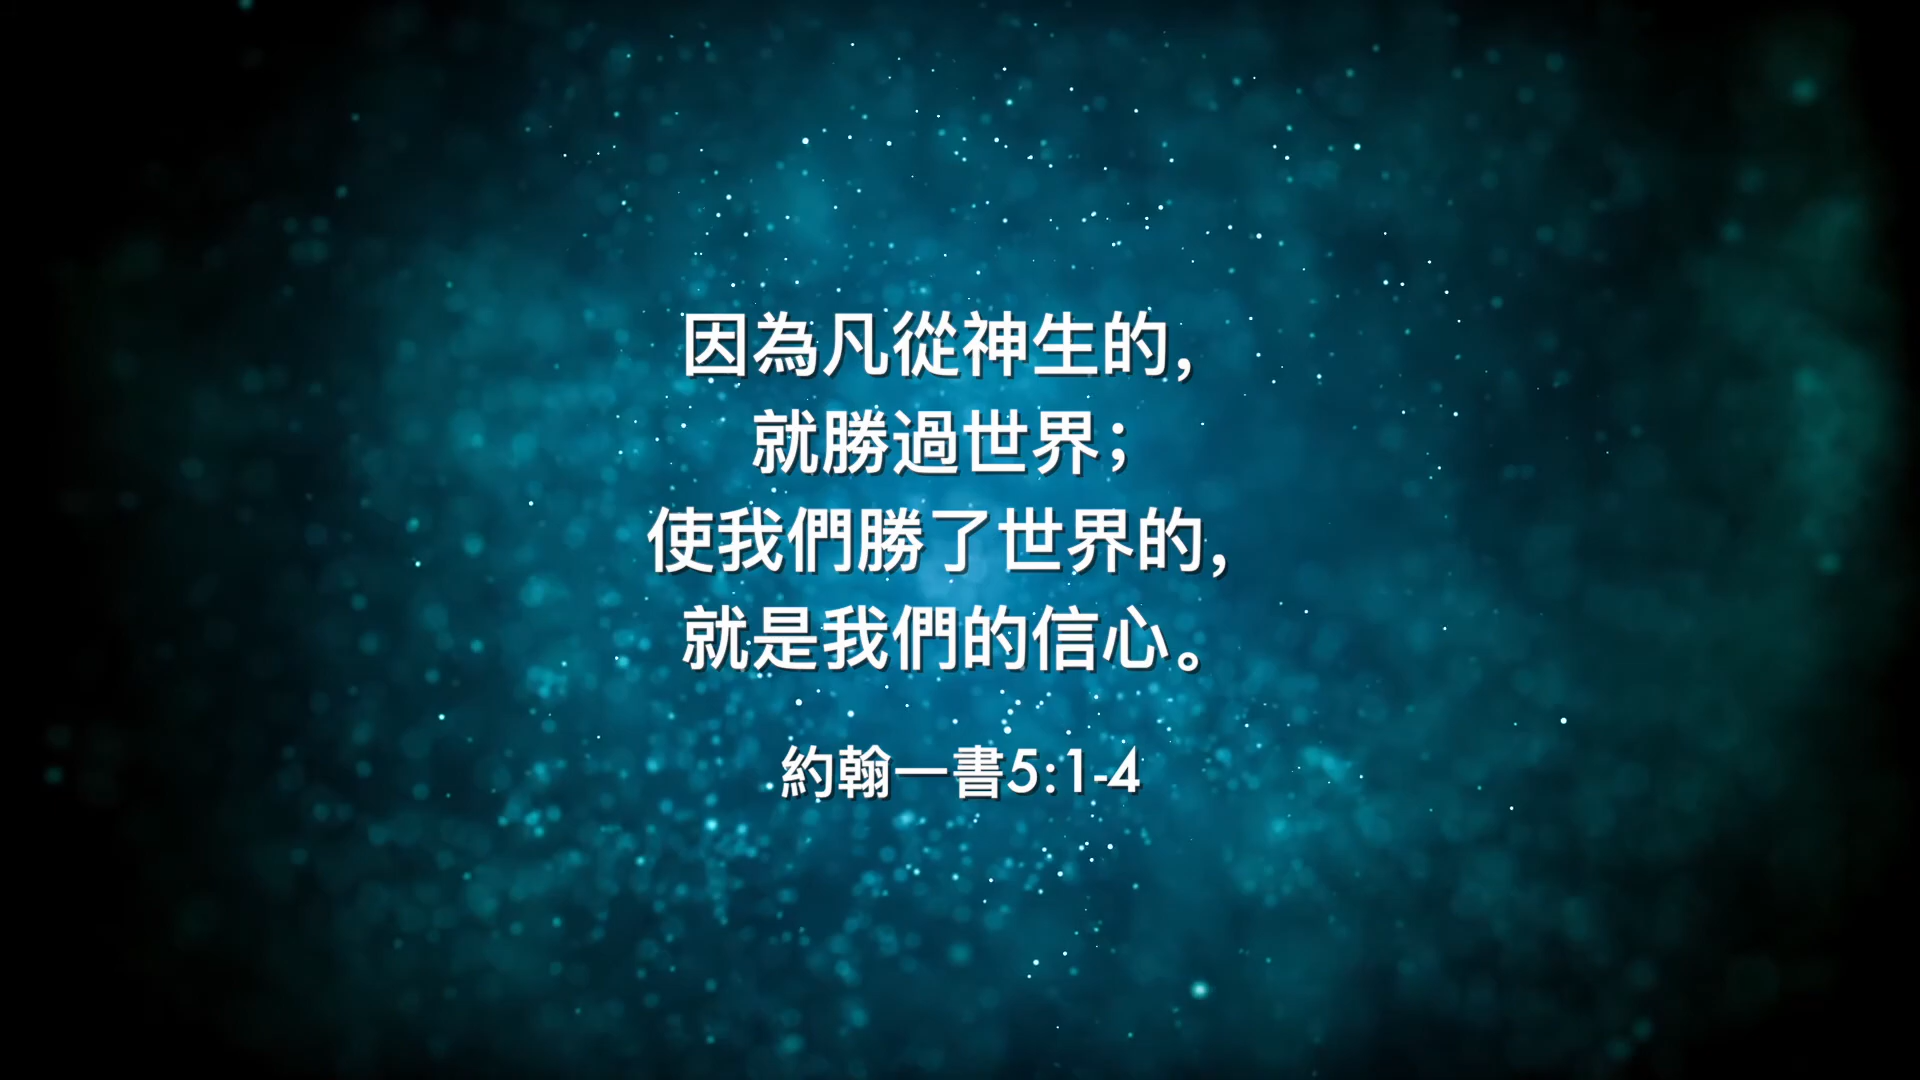 因為凡從神生的，
就勝過世界；
使我們勝了世界的，
就是我們的信心。
約翰一書5:1-4